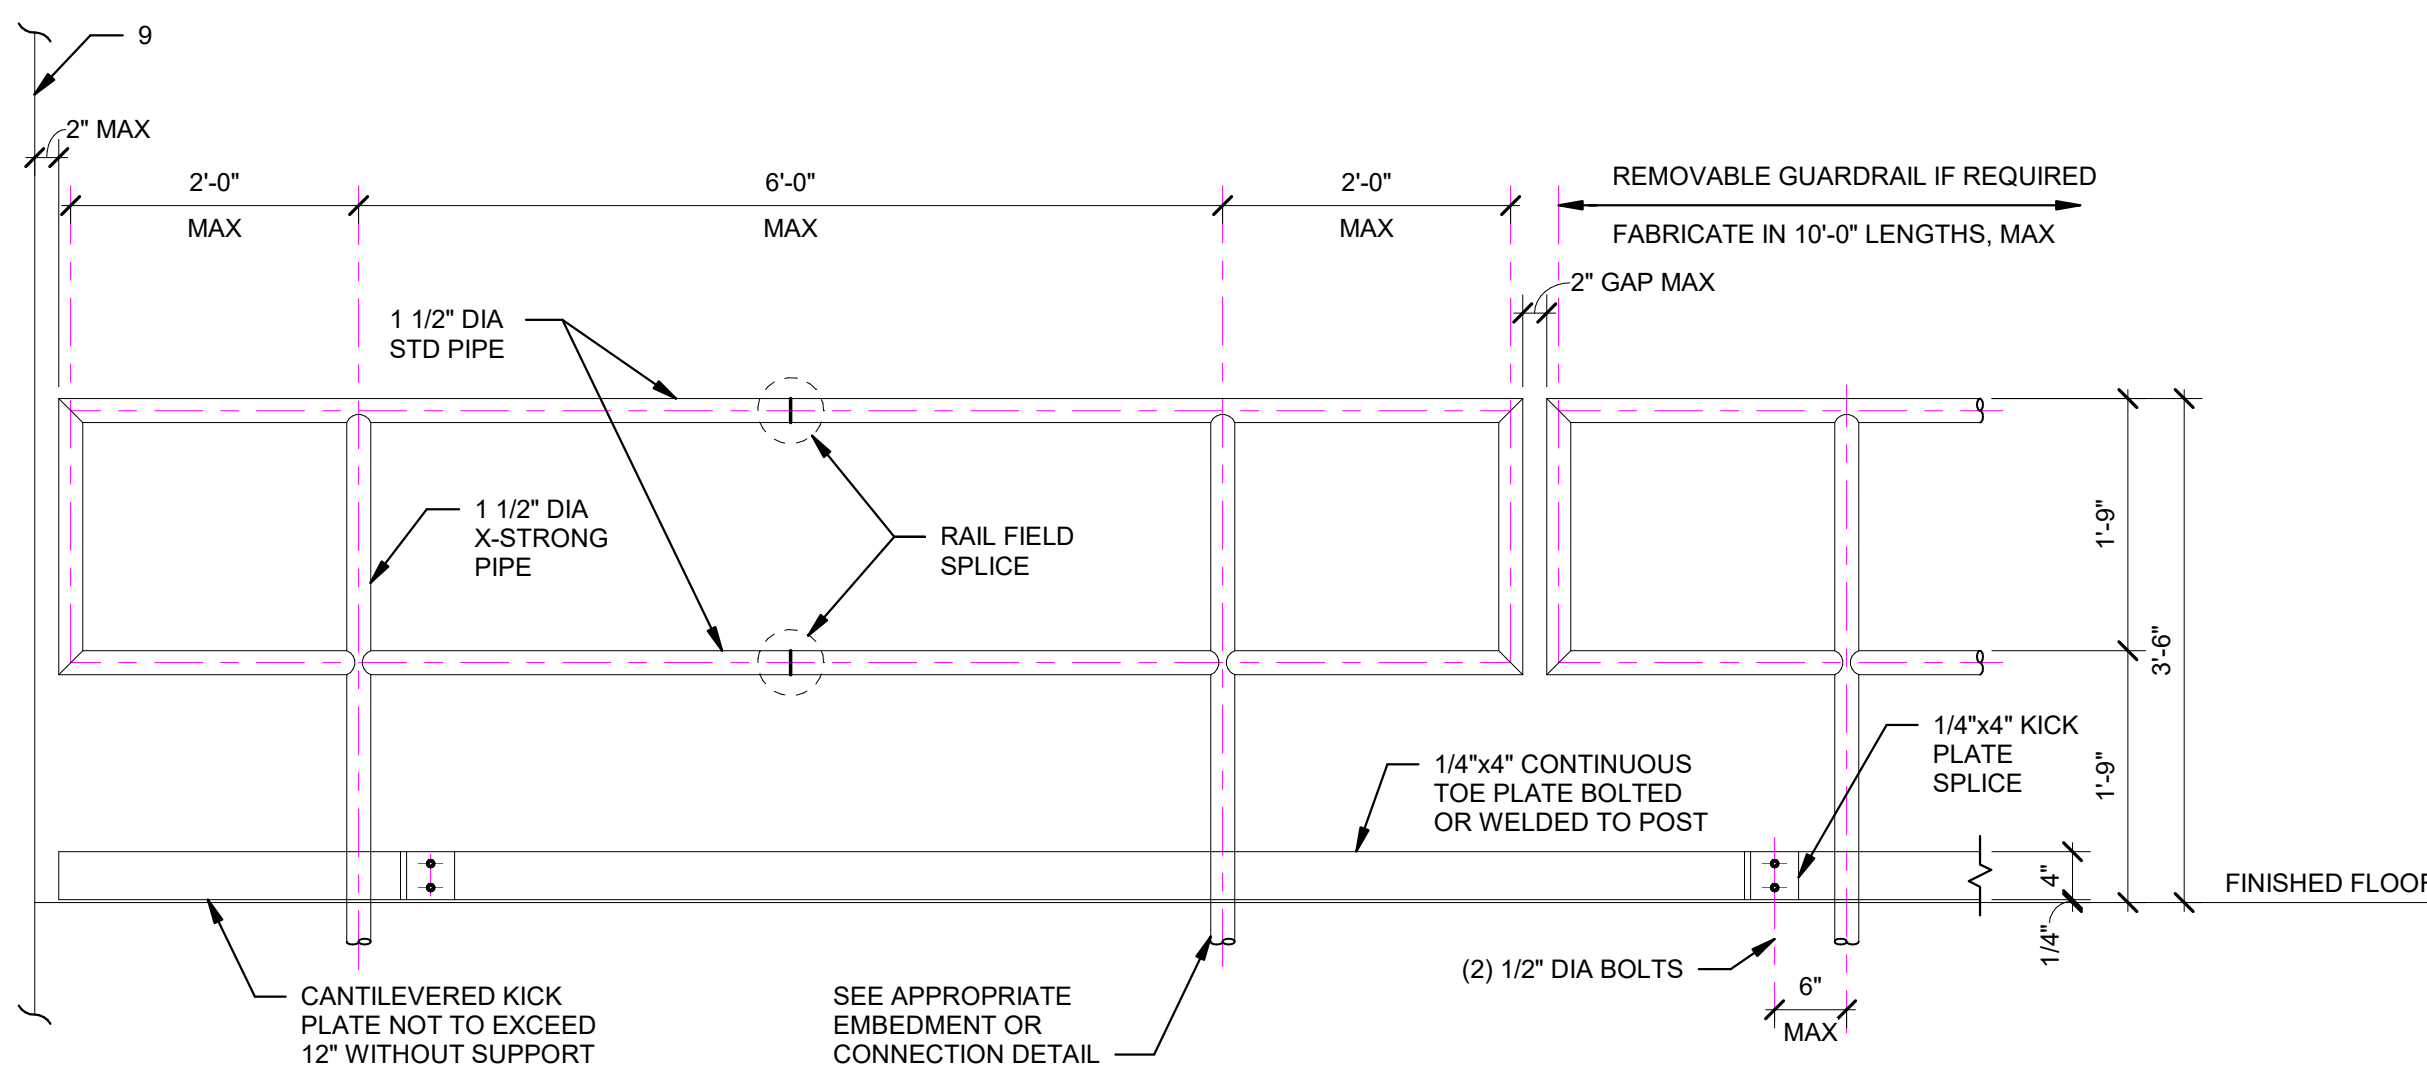 9
2" MAX
2'-0"
MAX
6'-0"
MAX
2'-0"
MAX
REMOVABLE GUARDRAIL IF REQUIRED
FABRICATE IN 10'-0" LENGTHS, MAX
2" GAP MAX
1 1/2" DIA
STD PIPE
1 1/2" DIA
X-STRONG
PIPE
RAIL FIELD
SPLICE
1'-9"
3'-6"
1'-9"
1/4"x4" KICK
PLATE
SPLICE
1/4"x4" CONTINUOUS
TOE PLATE BOLTED
OR WELDED TO POST
4"
1/4"
FINISHED FLOOR
(2) 1/2" DIA BOLTS
6"
MAX
CANTILEVERED KICK
PLATE NOT TO EXCEED
12" WITHOUT SUPPORT
SEE APPROPRIATE
EMBEDMENT OR
CONNECTION DETAIL